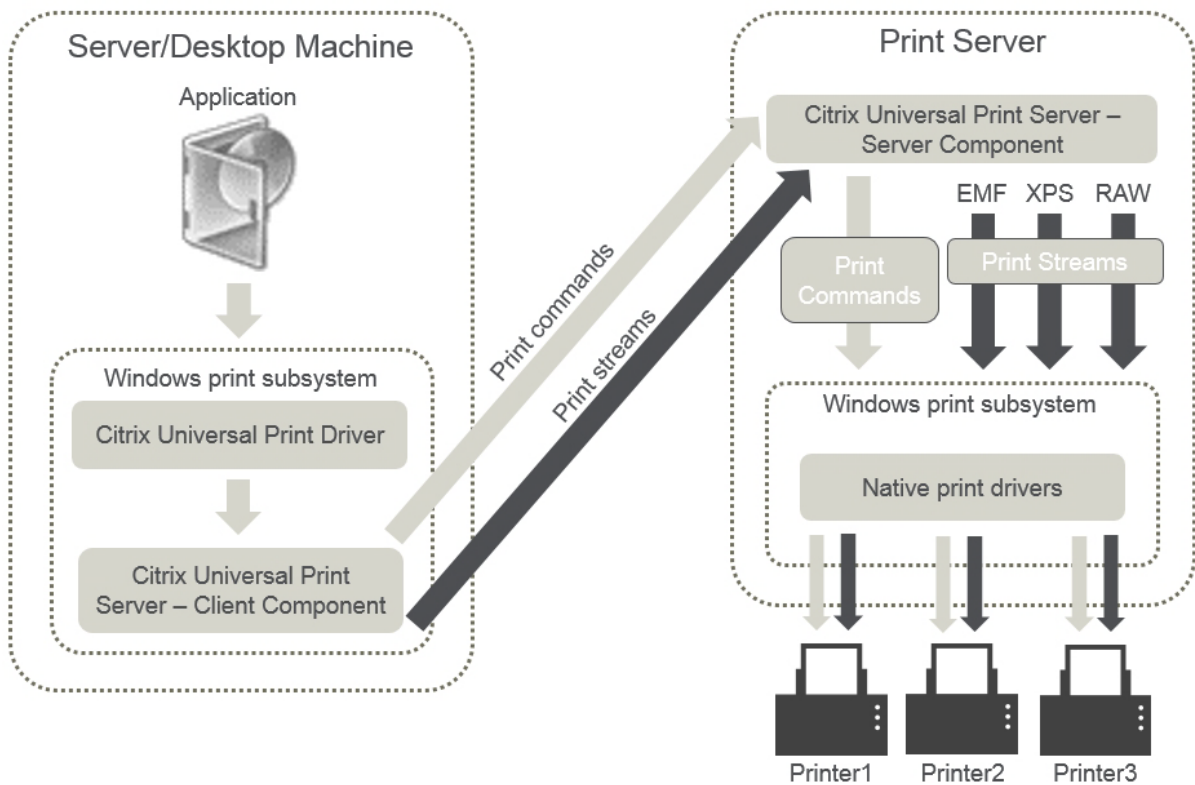 Server/Desktop Machine
Application
Windows print subsystem
Citrix Universal Print Driver
Citrix Universal Print
Server – Client Component
Print commands
Print streams
Print Server
Citrix Universal Print Server –
Server Component
EMF XPS RAW
Print
Commands
Print Streams
Windows print subsystem
Native print drivers
Printer1 Printer2 Printer3